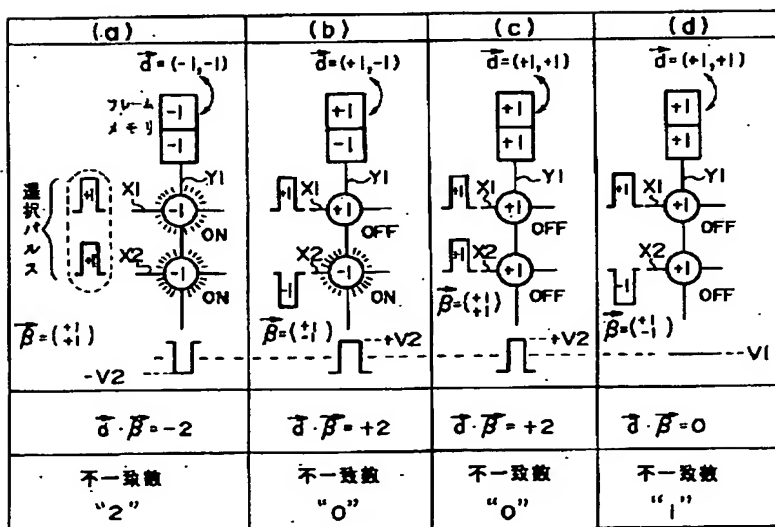 (a) (b) (c) (d)
d⃗=(-1,-1) d⃗=(+1,-1) d⃗=(+1,+1) d⃗=(+1,+1)
フレームメモリ
-1 +1 +1 +1
-1 -1 +1 +1
Y1 Y1 Y1 Y1
選択パルス
+1 X1 -1 ON +1 X1 +1 OFF +1 X1 +1 OFF +1 X1 +1 OFF
X2 -1 ON -1 X2 -1 ON +1 X2 +1 OFF -1 X2 +1 OFF
β⃗=(+1 +1) β⃗=(+1 -1) β⃗=(+1 +1) β⃗=(+1 -1)
-V2 +V2 +V2 V1
d⃗·β⃗=-2 d⃗·β⃗=+2 d⃗·β⃗=+2 d⃗·β⃗=0
不一致数 不一致数 不一致数 不一致数
“2” “0” “0” “1”